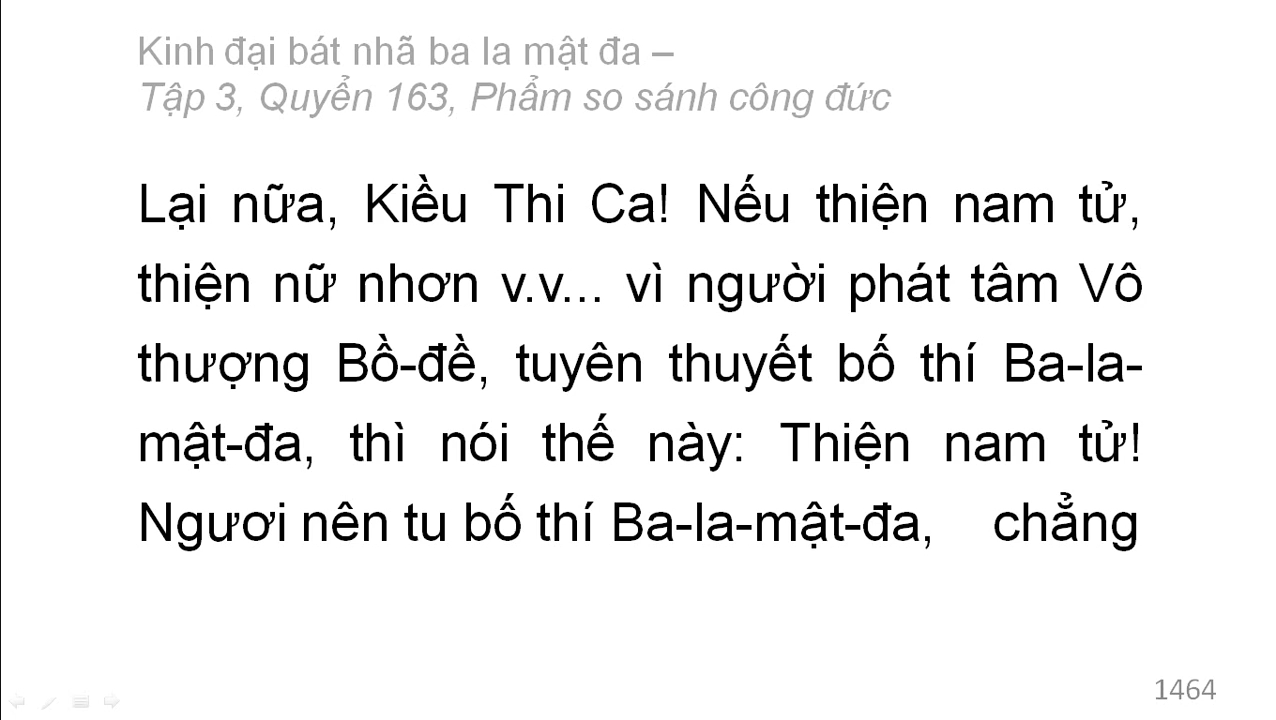 Kinh đại bát nhã ba la mật đa –
Tập 3, Quyển 163, Phẩm so sánh công đức
Lại nữa, Kiều Thi Ca! Nếu thiện nam tử,
thiện nữ nhơn v.v... vì người phát tâm Vô
thượng Bồ-đề, tuyên thuyết bố thí Ba-la-
mật-đa, thì nói thế này: Thiện nam tử!
Ngươi nên tu bố thí Ba-la-mật-đa, chẳng
1464